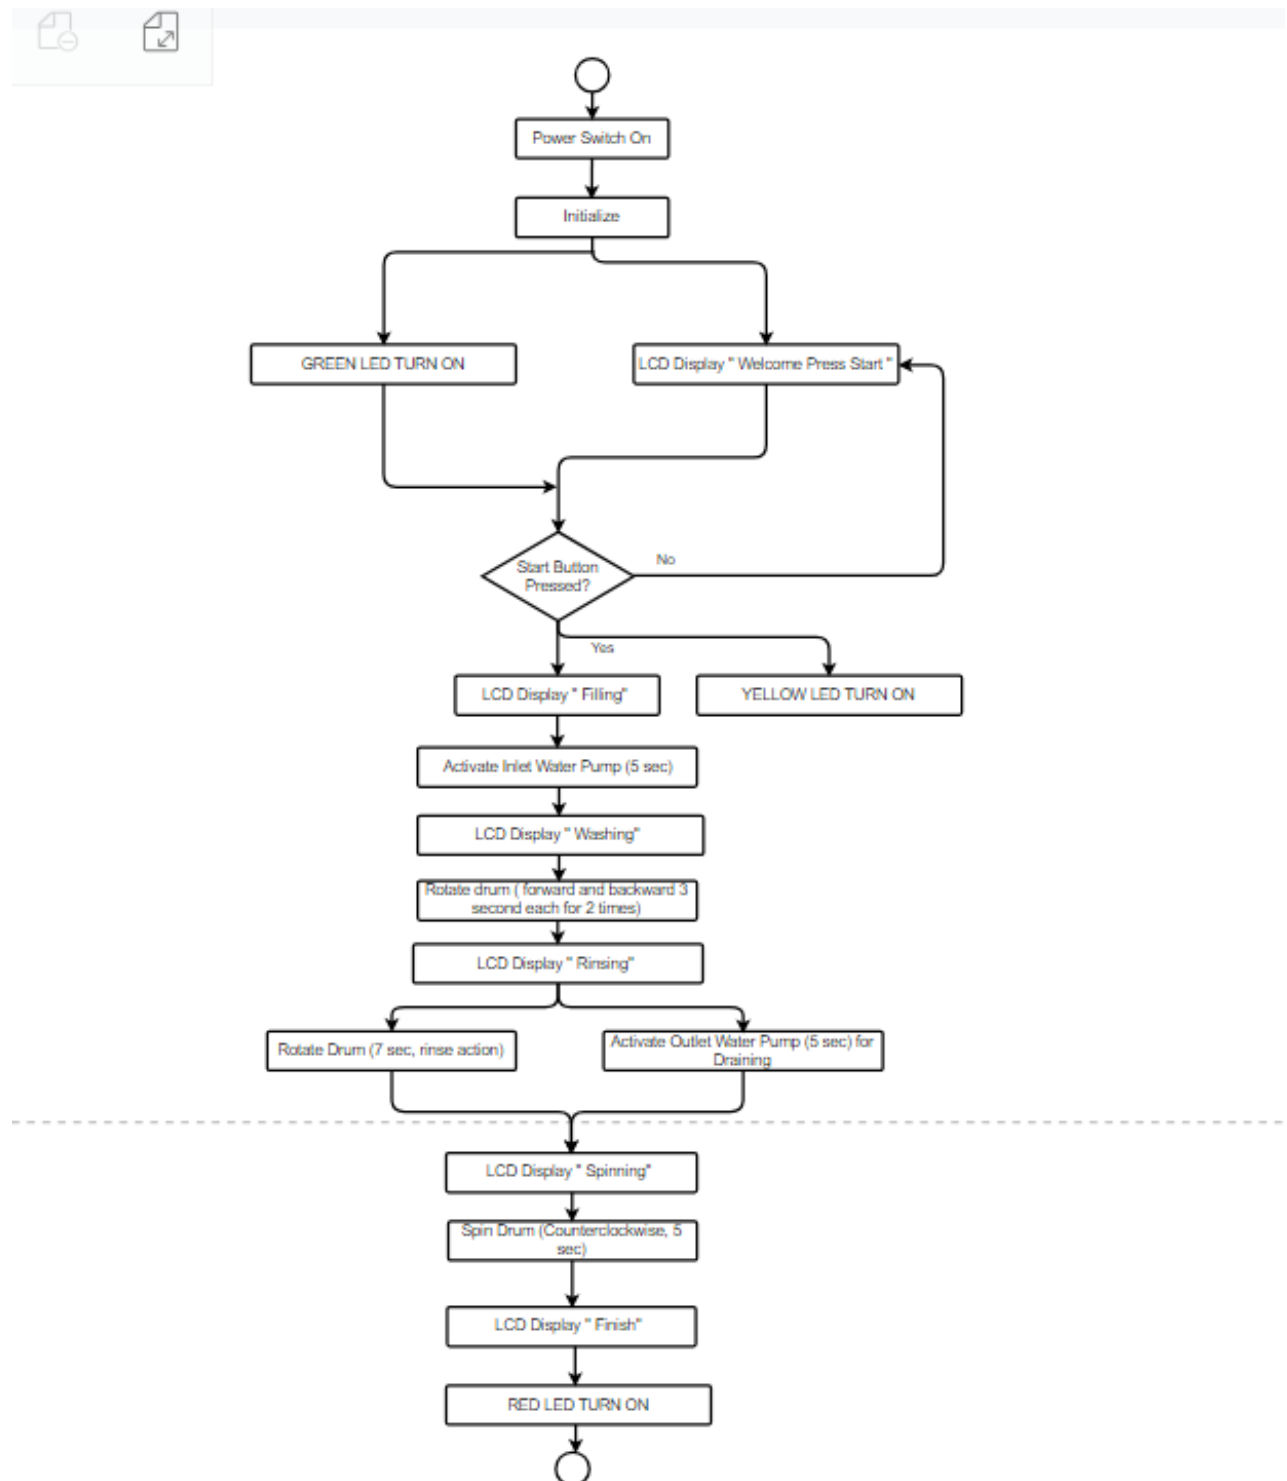 Power Switch On
Initialize
GREEN LED TURN ON
LCD Display " Welcome Press Start "
Start Button
Pressed?
No
Yes
LCD Display " Filling"
YELLOW LED TURN ON
Activate Inlet Water Pump (5 sec)
LCD Display " Washing"
Rotate drum ( forward and backward 3
second each for 2 times)
LCD Display " Rinsing"
Rotate Drum (7 sec, rinse action)
Activate Outlet Water Pump (5 sec) for
Draining
LCD Display " Spinning"
Spin Drum (Counterclockwise, 5
sec)
LCD Display " Finish"
RED LED TURN ON